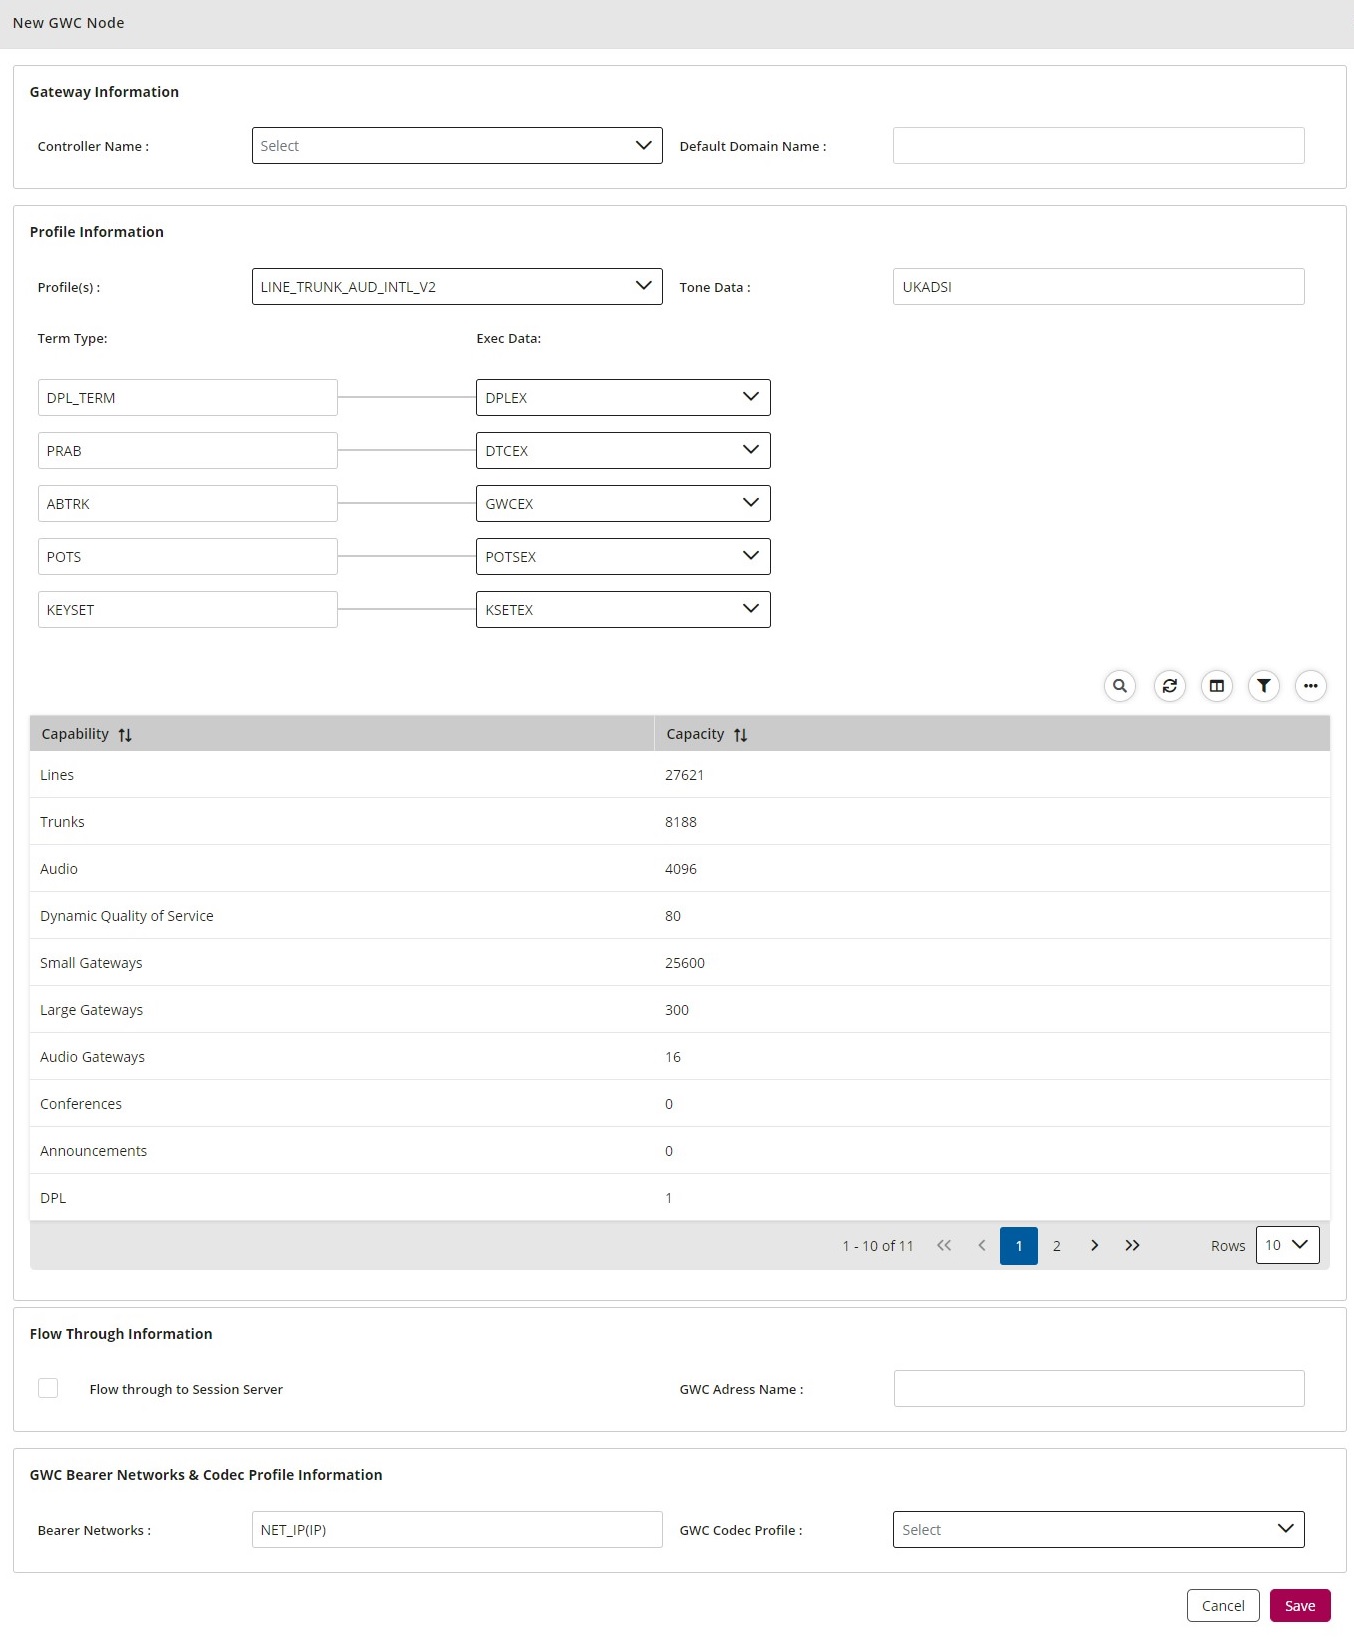 New GWC Node
Gateway Information
Controller Name : Select Default Domain Name :
Profile Information
Profile(s) : LINE_TRUNK_AUD_INTL_V2 Tone Data : UKADSI
Term Type: Exec Data:
DPL_TERM DPLEX
PRAB DTCEX
ABTRK GWCEX
POTS POTSEX
KEYSET KSETEX
Capability Capacity
Lines 27621
Trunks 8188
Audio 4096
Dynamic Quality of Service 80
Small Gateways 25600
Large Gateways 300
Audio Gateways 16
Conferences 0
Announcements 0
DPL 1
1 - 10 of 11 1 2 Rows 10
Flow Through Information
Flow through to Session Server GWC Adress Name :
GWC Bearer Networks & Codec Profile Information
Bearer Networks : NET_IP(IP) GWC Codec Profile : Select
Cancel Save